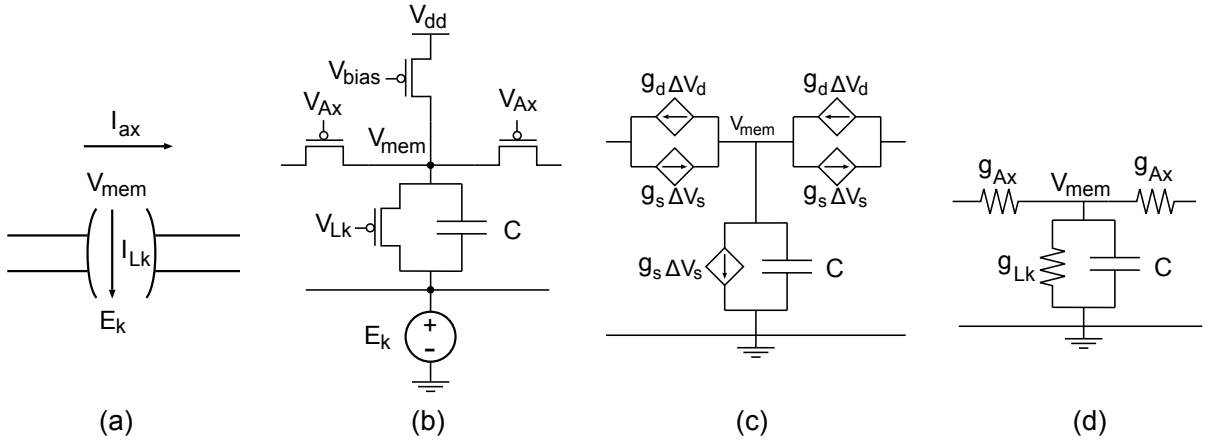 I_ax
V_mem
I_Lk
E_k
(a)
V_dd
V_bias
V_Ax
V_Ax
V_mem
V_Lk
C
E_k
+
-
(b)
g_d ΔV_d
g_d ΔV_d
V_mem
g_s ΔV_s
g_s ΔV_s
g_s ΔV_s
C
(c)
g_Ax
V_mem
g_Ax
g_Lk
C
(d)